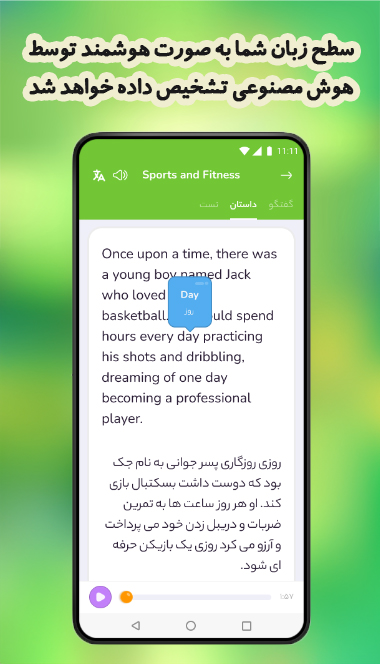 سطح زبان شما به صورت هوشمند توسط
هوش مصنوعی تشخیص داده خواهد شد
11:11
Sports and Fitness
گفتگو داستان تست
Once upon a time, there was
a young boy named Jack
who loved
basketball. ould spend
Day
روز
hours every day practicing
his shots and dribbling,
dreaming of one day
becoming a professional
player.
روزی روزگاری پسر جوانی به نام جک
بود که دوست داشت بسکتبال بازی
کند. او هر روز ساعت ها به تمرین
ضربات و دریبل زدن خود می پرداخت
و آرزو می کرد روزی یک بازیکن حرفه
ای شود.
۱:۵۷